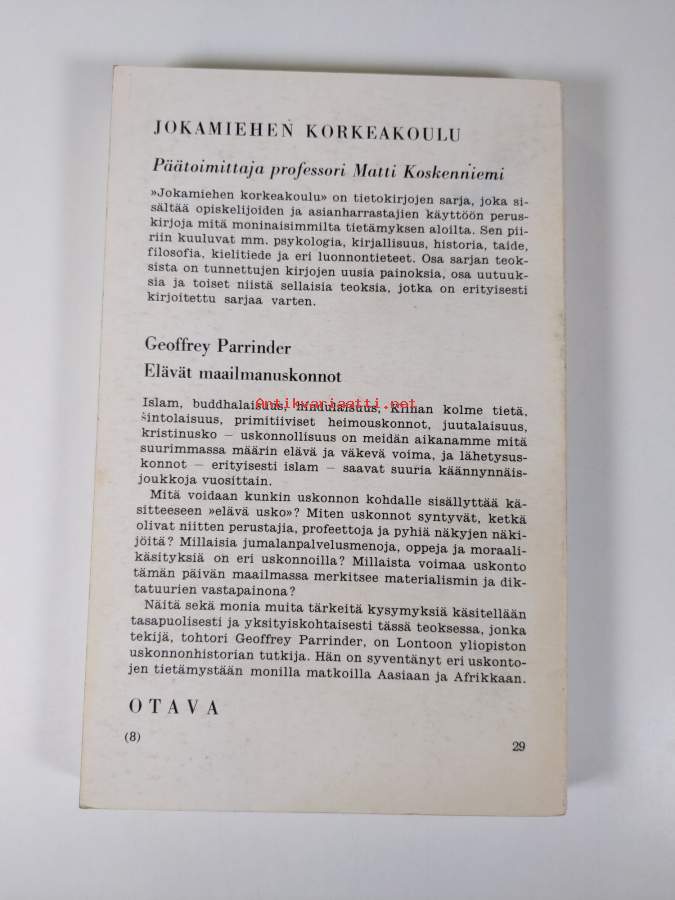 JOKAMIEHEN KORKEAKOULU
Päätoimittaja professori Matti Koskenniemi
»Jokamiehen korkeakoulu» on tietokirjojen sarja, joka si-
sältää opiskelijoiden ja asianharrastajien käyttöön perus-
kirjoja mitä moninaisimmilta tietämyksen aloilta. Sen pii-
riin kuuluvat mm. psykologia, kirjallisuus, historia, taide,
filosofia, kielitiede ja eri luonnontieteet. Osa sarjan teok-
sista on tunnettujen kirjojen uusia painoksia, osa uutuuk-
sia ja toiset niistä sellaisia teoksia, jotka on erityisesti
kirjoitettu sarjaa varten.
Geoffrey Parrinder
Elävät maailmanuskonnot
Antikvariaatti.net
Islam, buddhalaisuus, hindulaisuus, Kiinan kolme tietä,
šintolaisuus, primitiiviset heimouskonnot, juutalaisuus,
kristinusko — uskonnollisuus on meidän aikanamme mitä
suurimmassa määrin elävä ja väkevä voima, ja lähetysus-
konnot — erityisesti islam — saavat suuria käännynnäis-
joukkoja vuosittain.
Mitä voidaan kunkin uskonnon kohdalle sisällyttää kä-
sitteeseen »elävä usko»? Miten uskonnot syntyvät, ketkä
olivat niitten perustajia, profeettoja ja pyhiä näkyjen näki-
jöitä? Millaisia jumalanpalvelusmenoja, oppeja ja moraali-
käsityksiä on eri uskonnoilla? Millaista voimaa uskonto
tämän päivän maailmassa merkitsee materialismin ja dik-
tatuurien vastapainona?
Näitä sekä monia muita tärkeitä kysymyksiä käsitellään
tasapuolisesti ja yksityiskohtaisesti tässä teoksessa, jonka
tekijä, tohtori Geoffrey Parrinder, on Lontoon yliopiston
uskonnonhistorian tutkija. Hän on syventänyt eri uskonto-
jen tietämystään monilla matkoilla Aasiaan ja Afrikkaan.
OTAVA
(8)
29